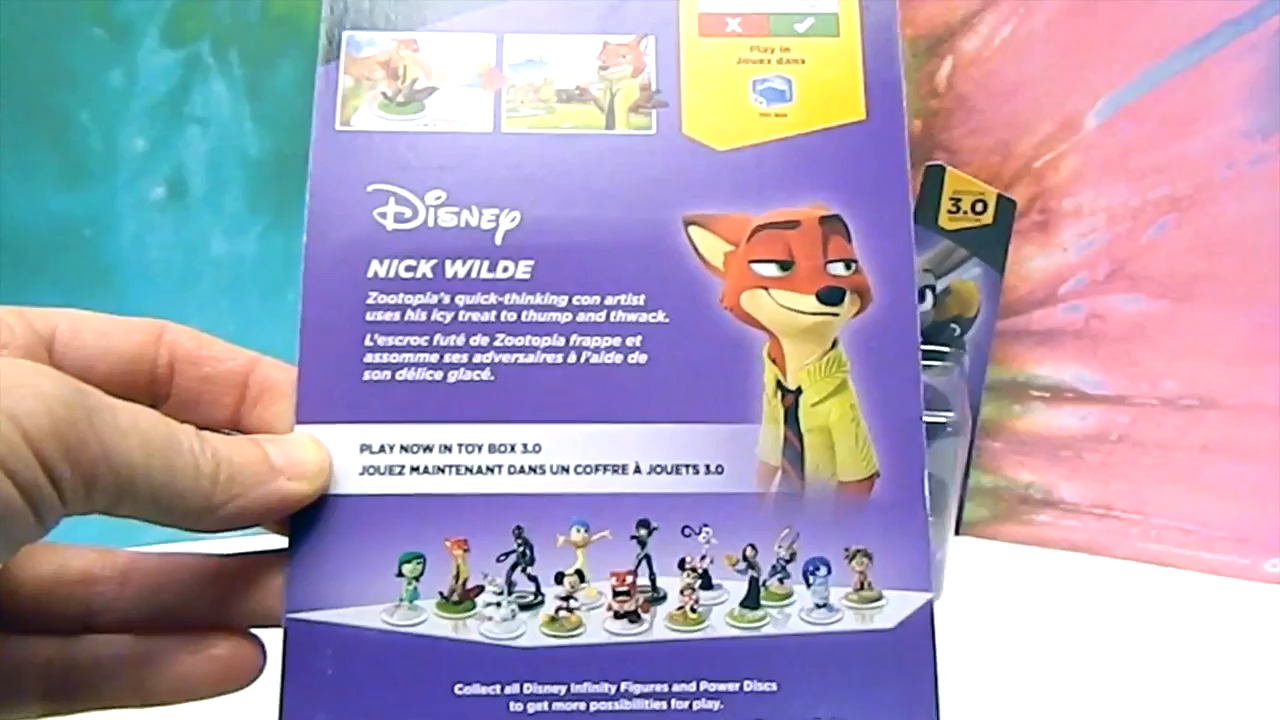 Play in
Jouez dans
EDITION
3.0
EDITION
Disney
NICK WILDE
Zootopia's quick-thinking con artist
uses his icy treat to thump and thwack.
L'escroc futé de Zootopia frappe et
assomme ses adversaires à l'aide de
son délice glacé.
PLAY NOW IN TOY BOX 3.0
JOUEZ MAINTENANT DANS UN COFFRE À JOUETS 3.0
Collect all Disney Infinity Figures and Power Discs
to get more possibilities for play.